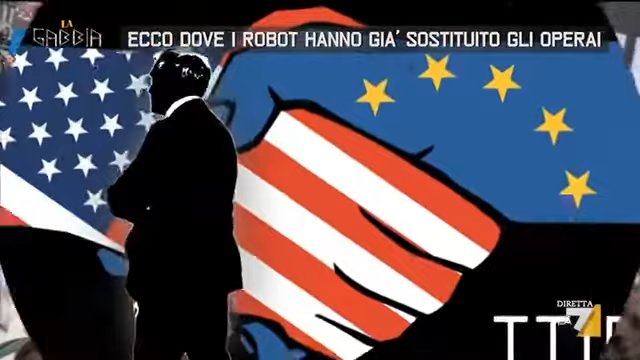 LA
GABBIA
ECCO DOVE I ROBOT HANNO GIA' SOSTITUITO GLI OPERAI
DIRETTA
LA7